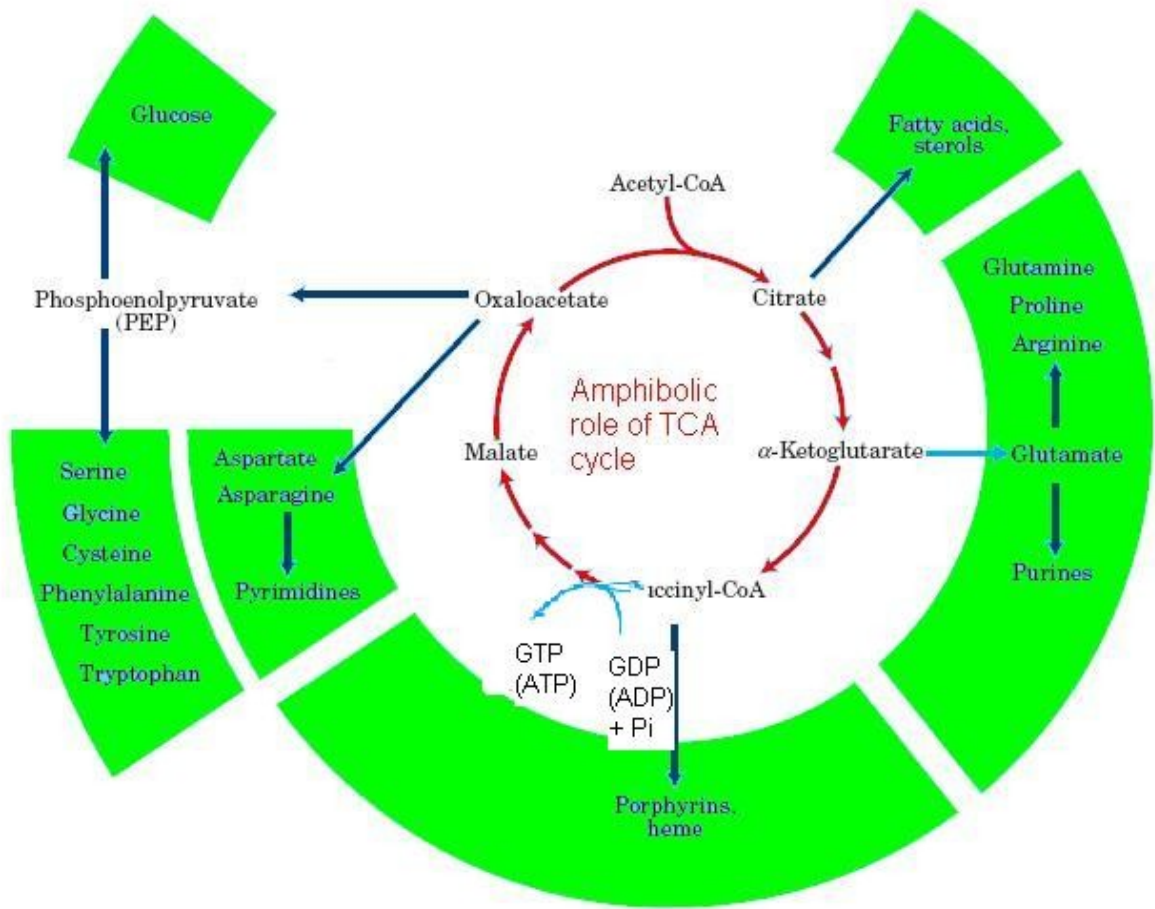 Glucose
Fatty acids,
sterols
Acetyl-CoA
Phosphoenolpyruvate
(PEP)
Oxaloacetate
Citrate
Glutamine
Proline
Arginine
Amphibolic
role of TCA
cycle
Malate
α-Ketoglutarate
Glutamate
Purines
Serine
Glycine
Cysteine
Phenylalanine
Tyrosine
Tryptophan
Aspartate
Asparagine
Pyrimidines
ıccinyl-CoA
GTP
(ATP)
GDP
(ADP)
+ Pi
Porphyrins,
heme